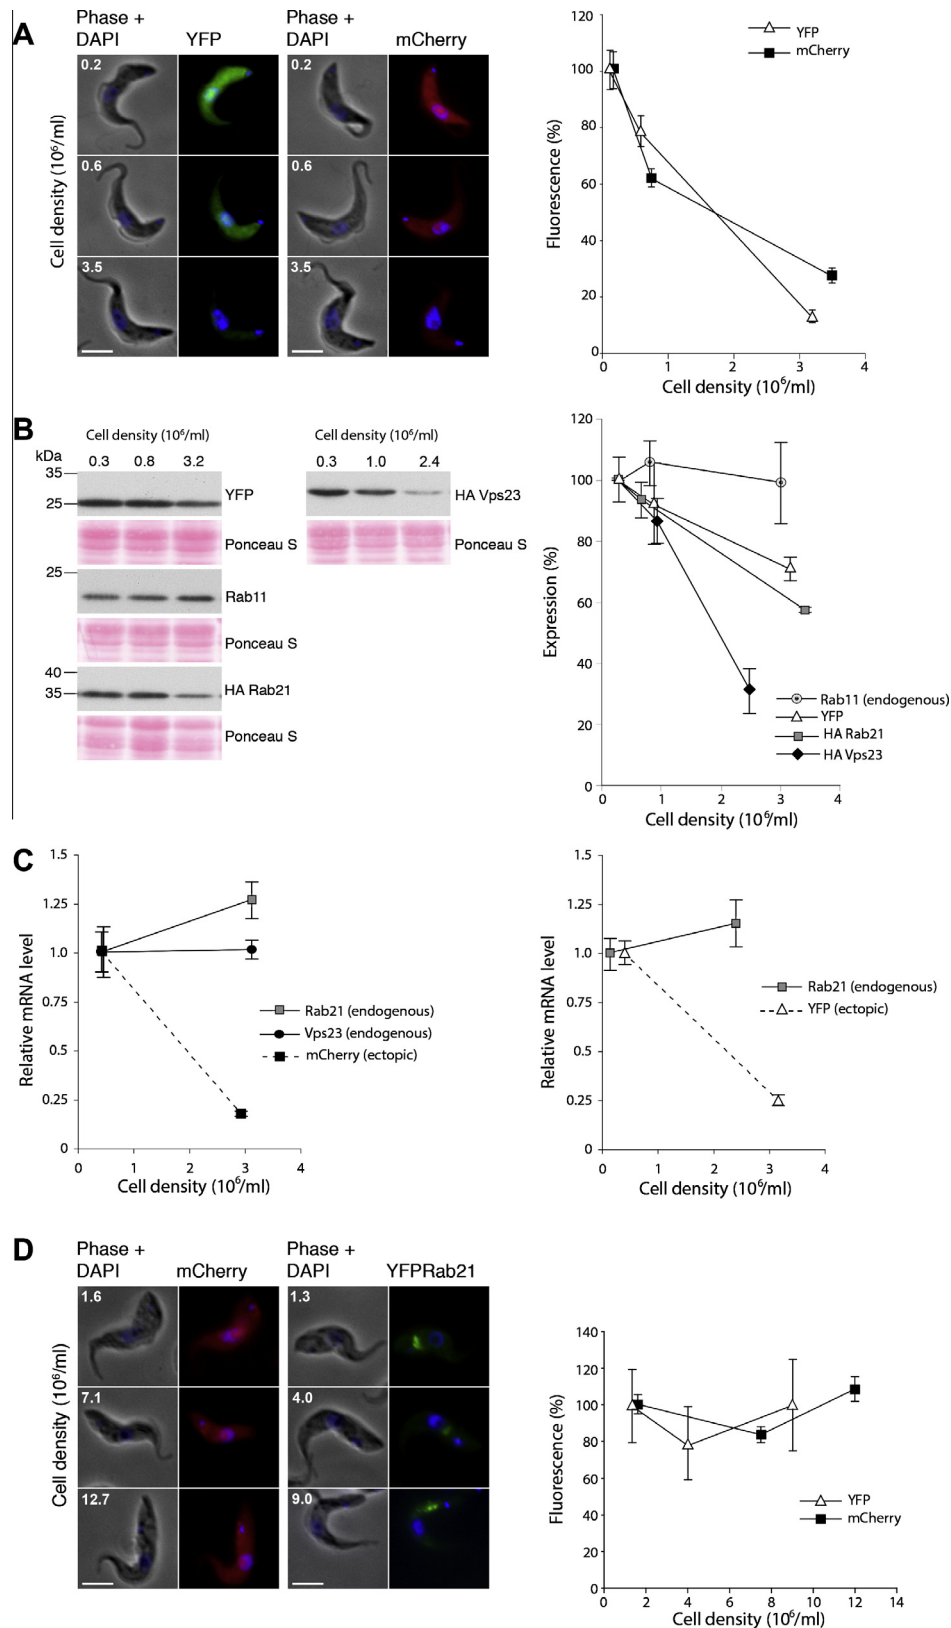 A
Phase +
DAPI
YFP
Phase +
DAPI
mCherry
Cell density (10⁶/ml)
0.2
0.2
0.6
0.6
3.5
3.5
Fluorescence (%)
120
100
80
60
40
20
0
0 1 2 3 4
Cell density (10⁶/ml)
YFP
mCherry
B
Cell density (10⁶/ml)
kDa
0.3 0.8 3.2
35
25
YFP
Ponceau S
25
Rab11
Ponceau S
40
35
HA Rab21
Ponceau S
Cell density (10⁶/ml)
0.3 1.0 2.4
HA Vps23
Ponceau S
Expression (%)
120
100
80
60
40
20
0
0 1 2 3 4
Cell density (10⁶/ml)
Rab11 (endogenous)
YFP
HA Rab21
HA Vps23
C
Relative mRNA level
1.5
1.25
1.0
0.75
0.5
0.25
0
0 1 2 3 4
Cell density (10⁶/ml)
Rab21 (endogenous)
Vps23 (endogenous)
mCherry (ectopic)
Relative mRNA level
1.5
1.25
1.0
0.75
0.5
0.25
0
0 1 2 3 4
Cell density (10⁶/ml)
Rab21 (endogenous)
YFP (ectopic)
D
Phase +
DAPI
mCherry
Phase +
DAPI
YFPRab21
Cell density (10⁶/ml)
1.6
1.3
7.1
4.0
12.7
9.0
Fluorescence (%)
140
120
100
80
60
40
20
0
0 2 4 6 8 10 12 14
Cell density (10⁶/ml)
YFP
mCherry